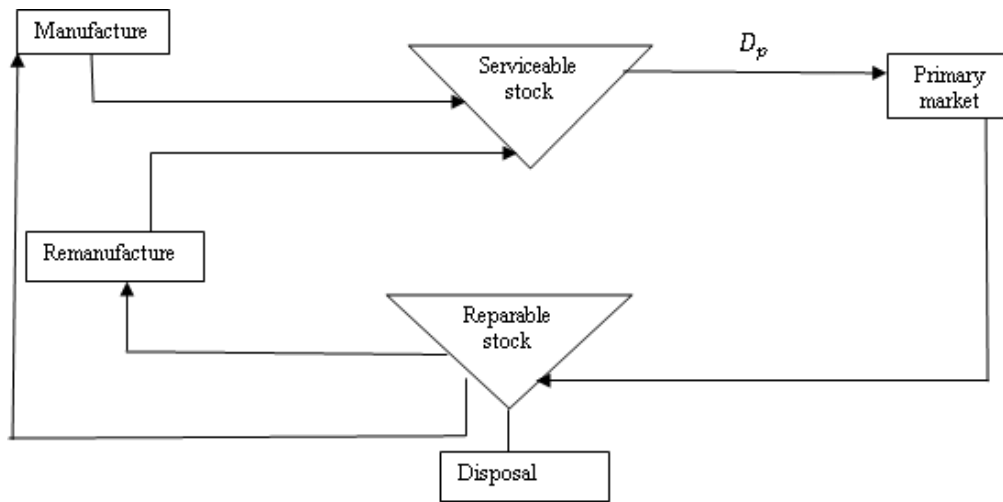 Manufacture
Serviceable
stock
D_p
Primary
market
Remanufacture
Reparable
stock
Disposal